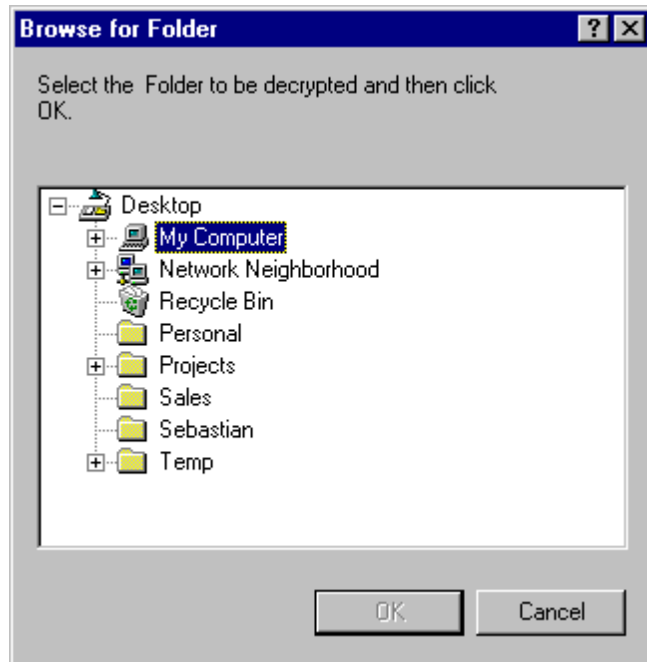 Browse for Folder
Select the Folder to be decrypted and then click
OK.
Desktop
My Computer
Network Neighborhood
Recycle Bin
Personal
Projects
Sales
Sebastian
Temp
OK Cancel